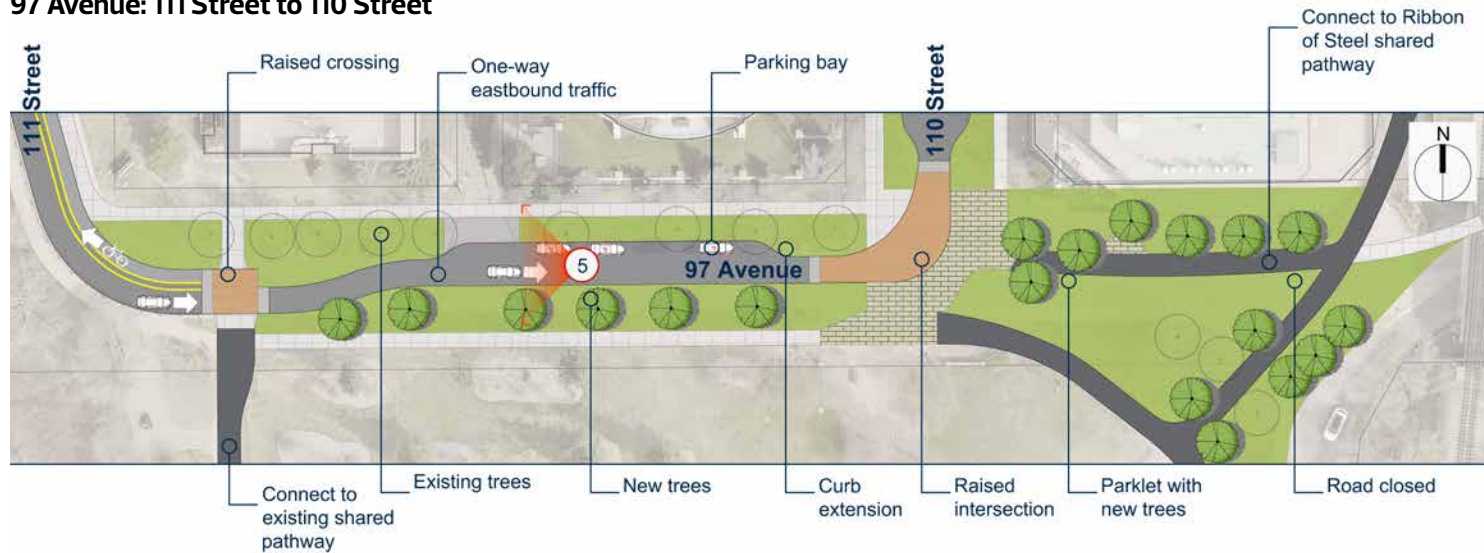 97 Avenue: 111 Street to 110 Street
Connect to Ribbon
of Steel shared
pathway
Raised crossing
One-way
eastbound traffic
Parking bay
111 Street
110 Street
N
5
97 Avenue
Existing trees
New trees
Curb
extension
Raised
intersection
Parklet with
new trees
Road closed
Connect to
existing shared
pathway